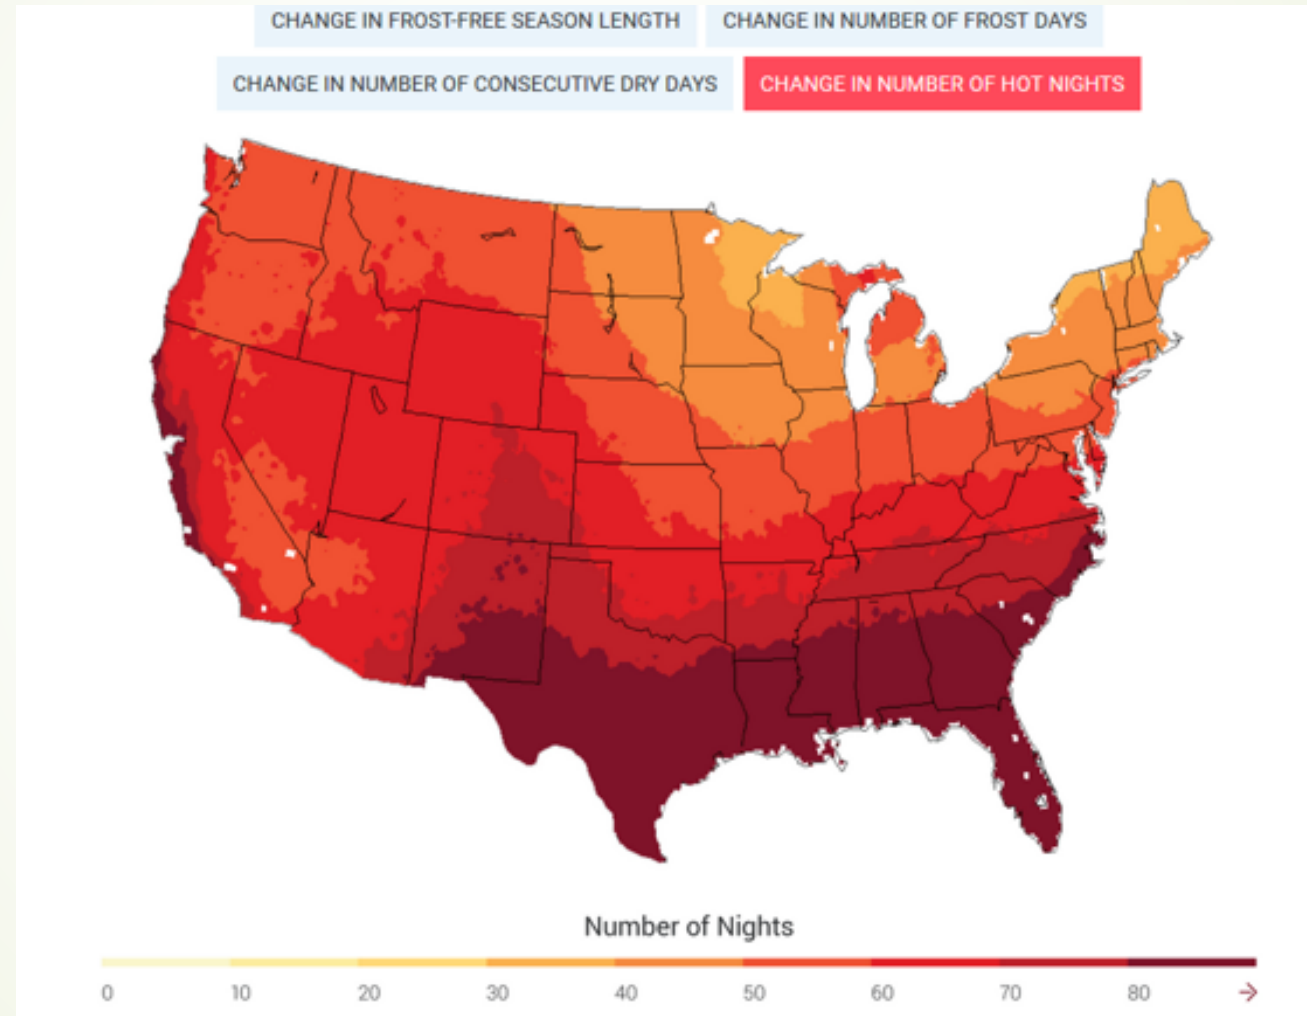 CHANGE IN FROST-FREE SEASON LENGTH CHANGE IN NUMBER OF FROST DAYS
CHANGE IN NUMBER OF CONSECUTIVE DRY DAYS CHANGE IN NUMBER OF HOT NIGHTS
Number of Nights
0 10 20 30 40 50 60 70 80 →